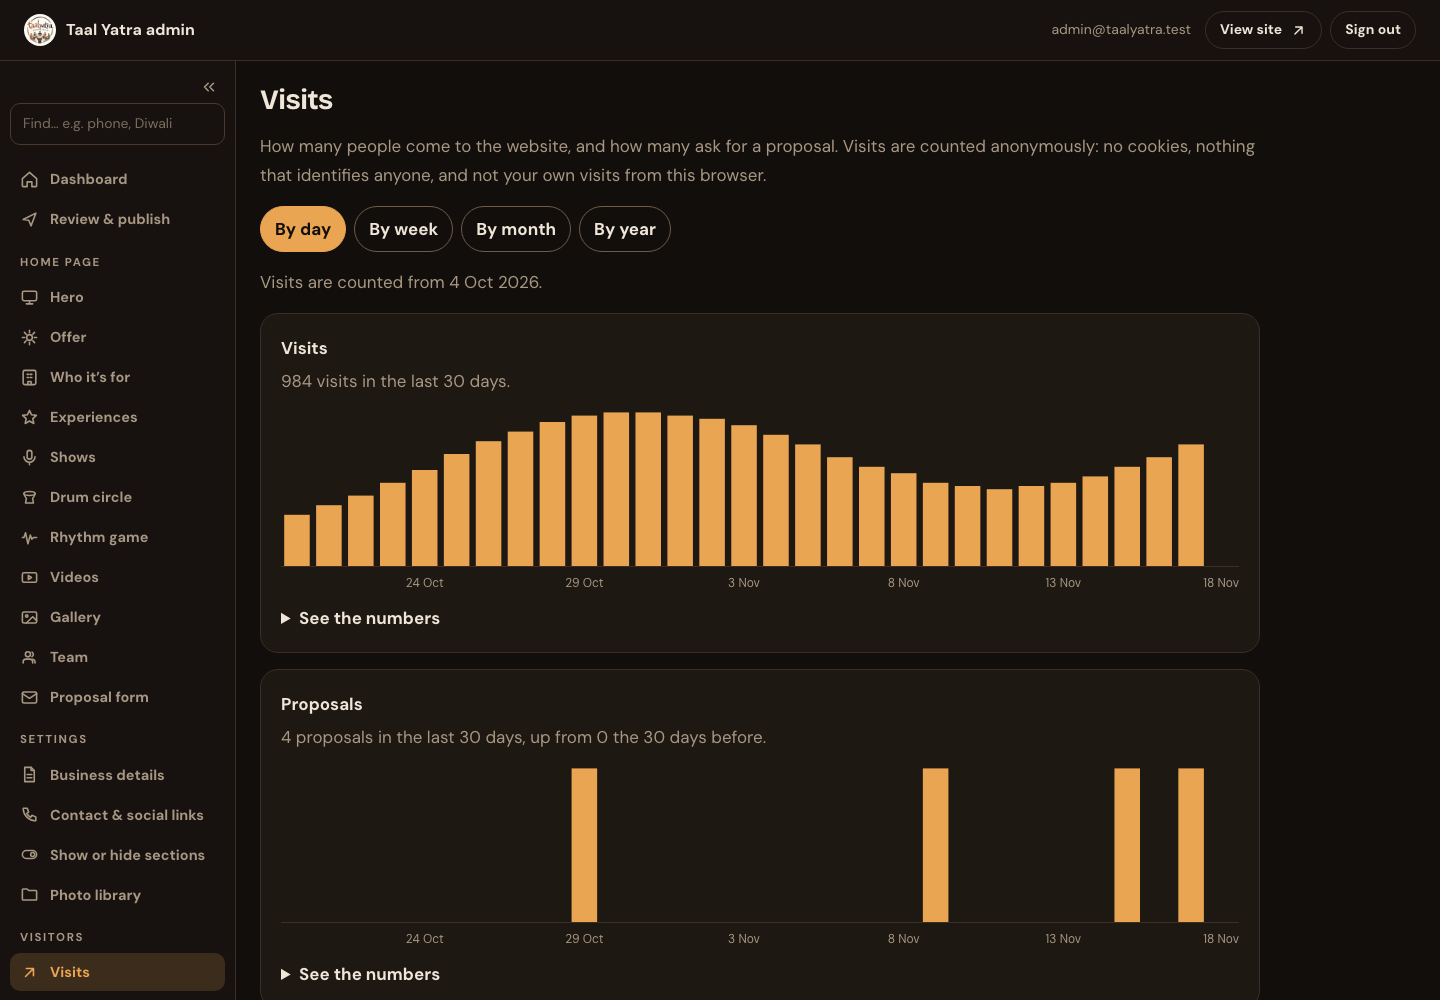 Taal Yatra admin
admin@taalyatra.test
View site
Sign out
Find… e.g. phone, Diwali
Dashboard
Review & publish
HOME PAGE
Hero
Offer
Who it’s for
Experiences
Shows
Drum circle
Rhythm game
Videos
Gallery
Team
Proposal form
SETTINGS
Business details
Contact & social links
Show or hide sections
Photo library
VISITORS
Visits
Visits
How many people come to the website, and how many ask for a proposal. Visits are counted anonymously: no cookies, nothing
that identifies anyone, and not your own visits from this browser.
By day
By week
By month
By year
Visits are counted from 4 Oct 2026.
Visits
984 visits in the last 30 days.
24 Oct
29 Oct
3 Nov
8 Nov
13 Nov
18 Nov
See the numbers
Proposals
4 proposals in the last 30 days, up from 0 the 30 days before.
24 Oct
29 Oct
3 Nov
8 Nov
13 Nov
18 Nov
See the numbers